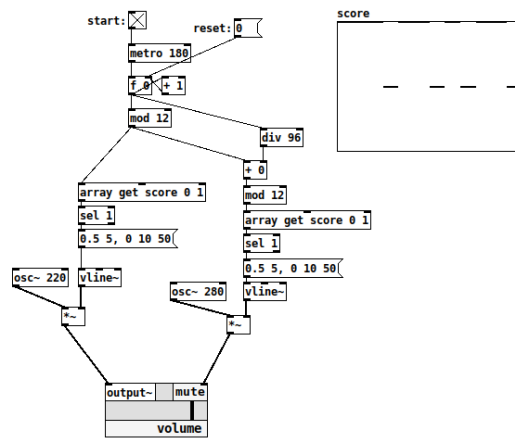 start:
reset: 0
score
metro 180
f 0
+ 1
mod 12
div 96
+ 0
array get score 0 1
mod 12
sel 1
array get score 0 1
0.5 5, 0 10 50
sel 1
0.5 5, 0 10 50
osc~ 220
vline~
osc~ 280
vline~
*~
*~
output~
mute
volume